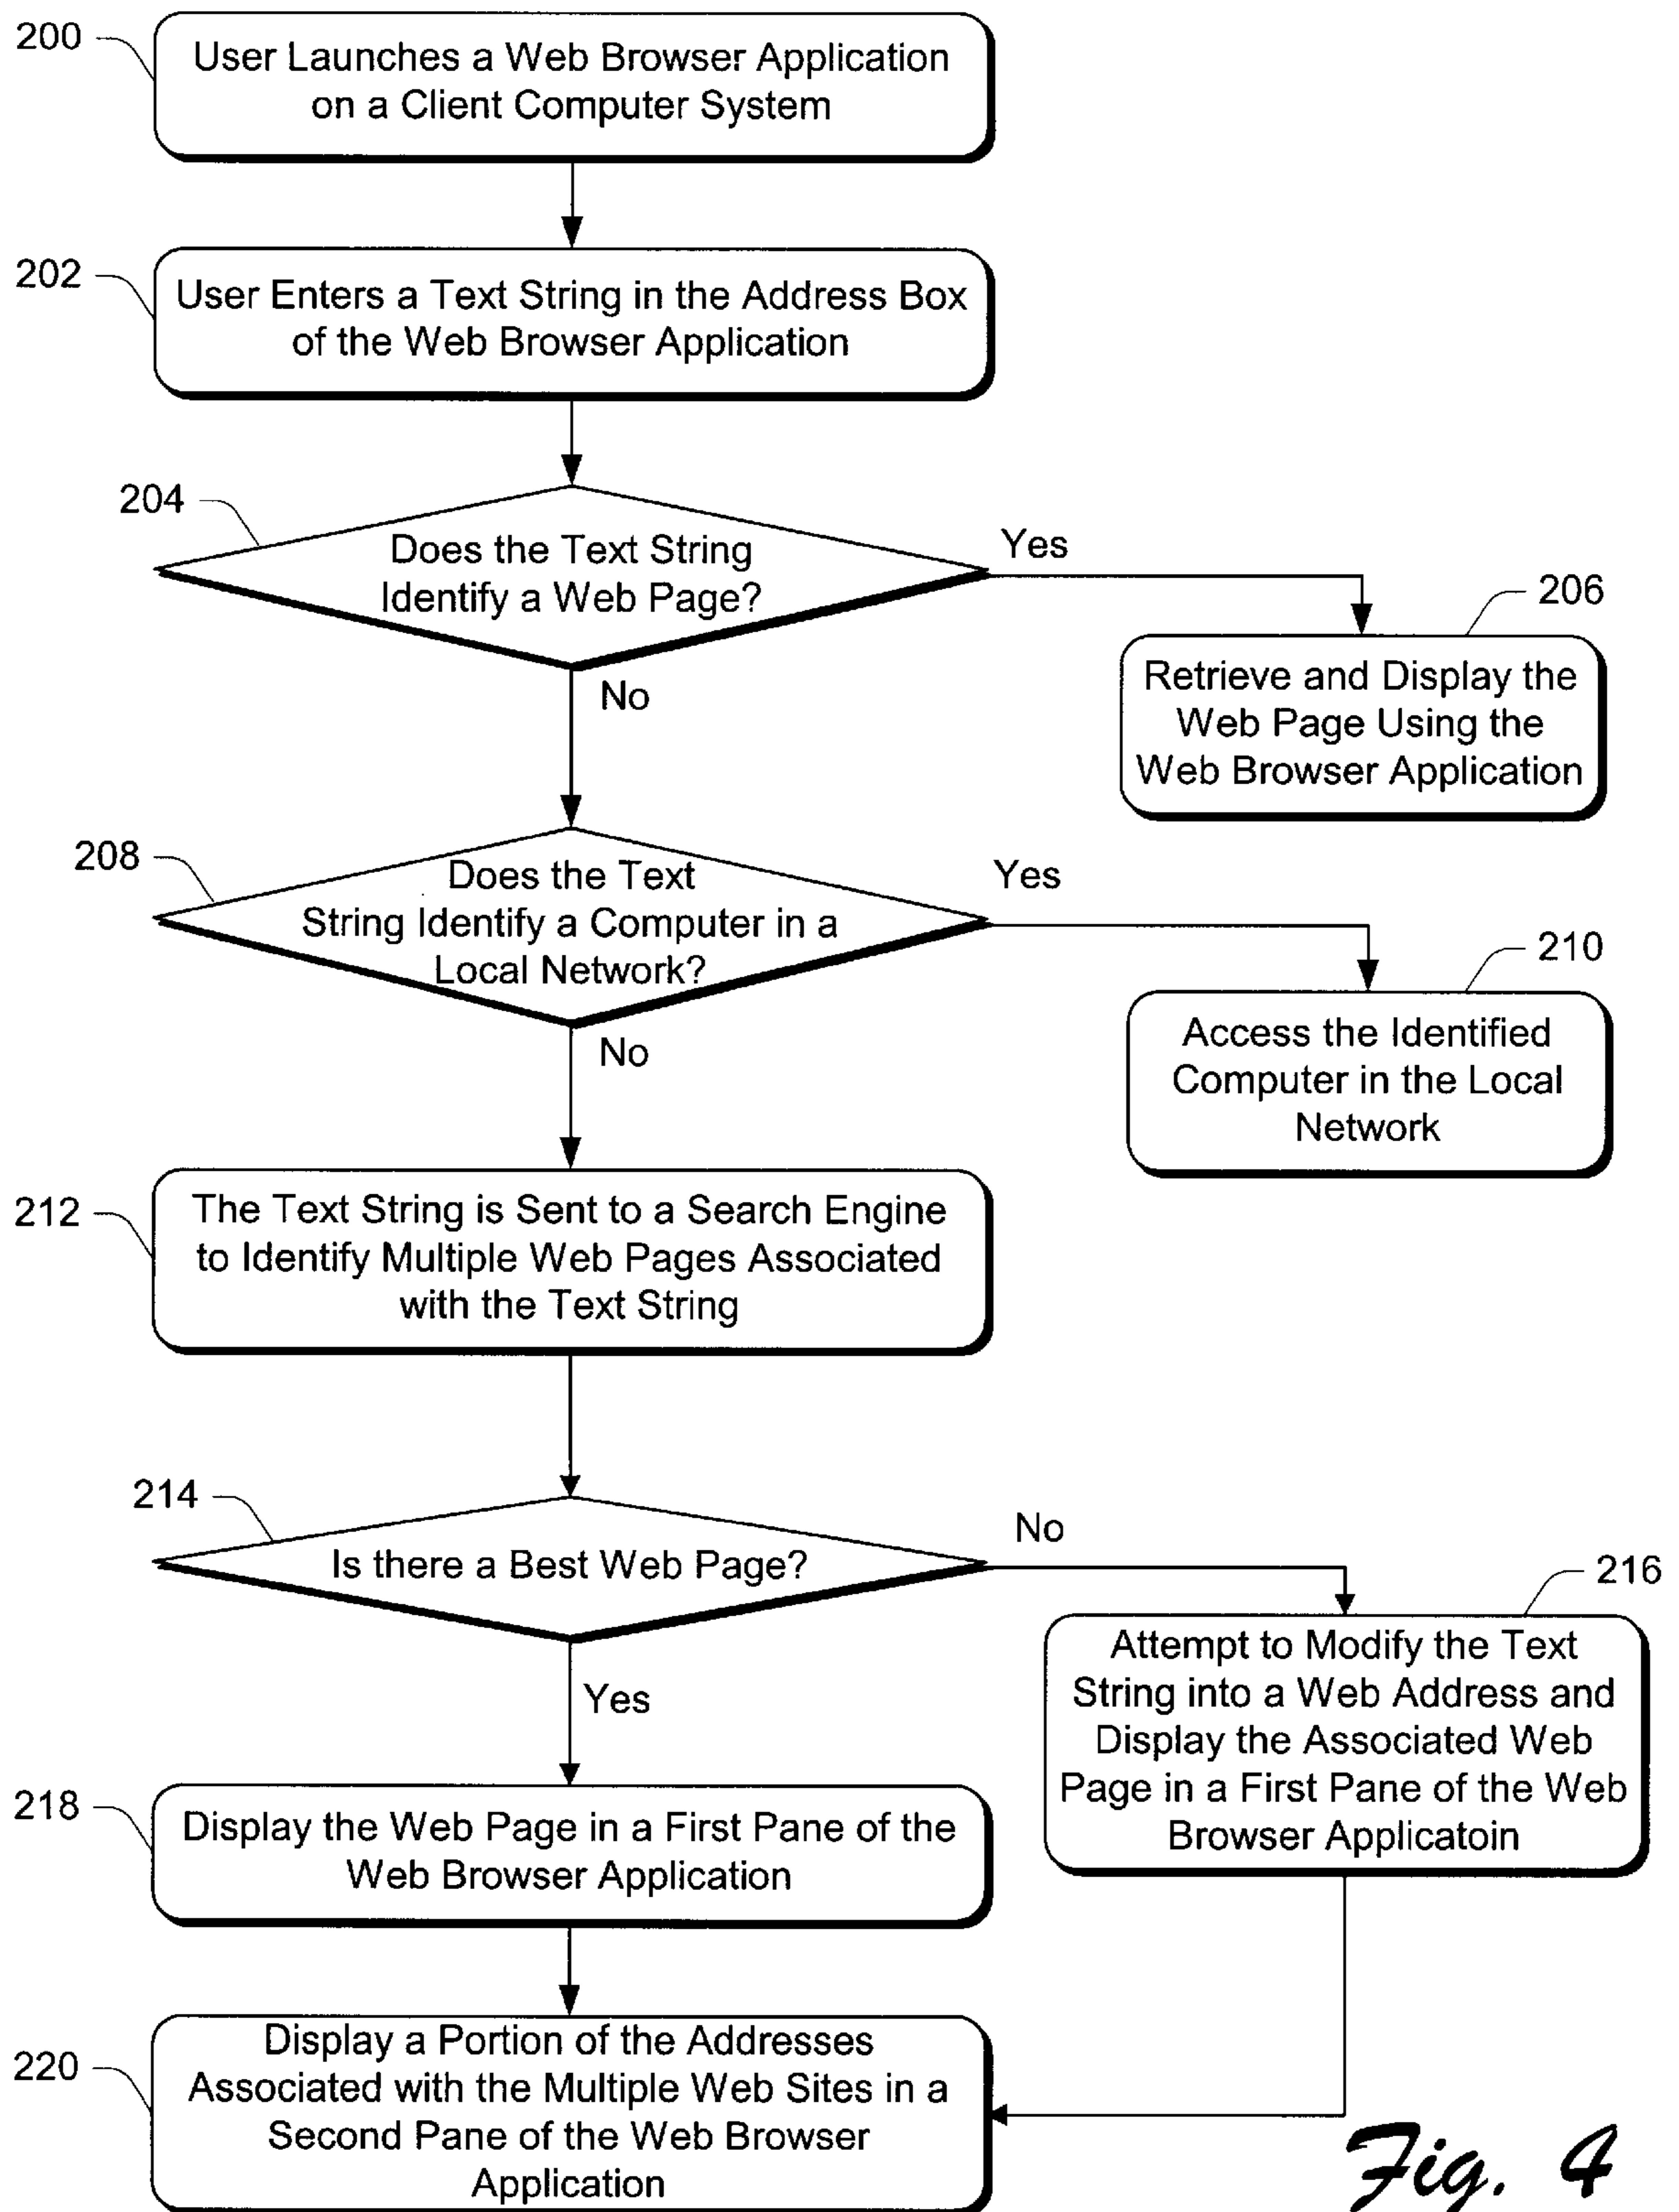 200
User Launches a Web Browser Application
on a Client Computer System
202
User Enters a Text String in the Address Box
of the Web Browser Application
204
Does the Text String
Identify a Web Page?
Yes
206
Retrieve and Display the
Web Page Using the
Web Browser Application
No
208
Does the Text
String Identify a Computer in a
Local Network?
Yes
210
Access the Identified
Computer in the Local
Network
No
212
The Text String is Sent to a Search Engine
to Identify Multiple Web Pages Associated
with the Text String
214
Is there a Best Web Page?
No
216
Attempt to Modify the Text
String into a Web Address and
Display the Associated Web
Page in a First Pane of the Web
Browser Applicatoin
Yes
218
Display the Web Page in a First Pane of the
Web Browser Application
220
Display a Portion of the Addresses
Associated with the Multiple Web Sites in a
Second Pane of the Web Browser
Application
Fig. 4